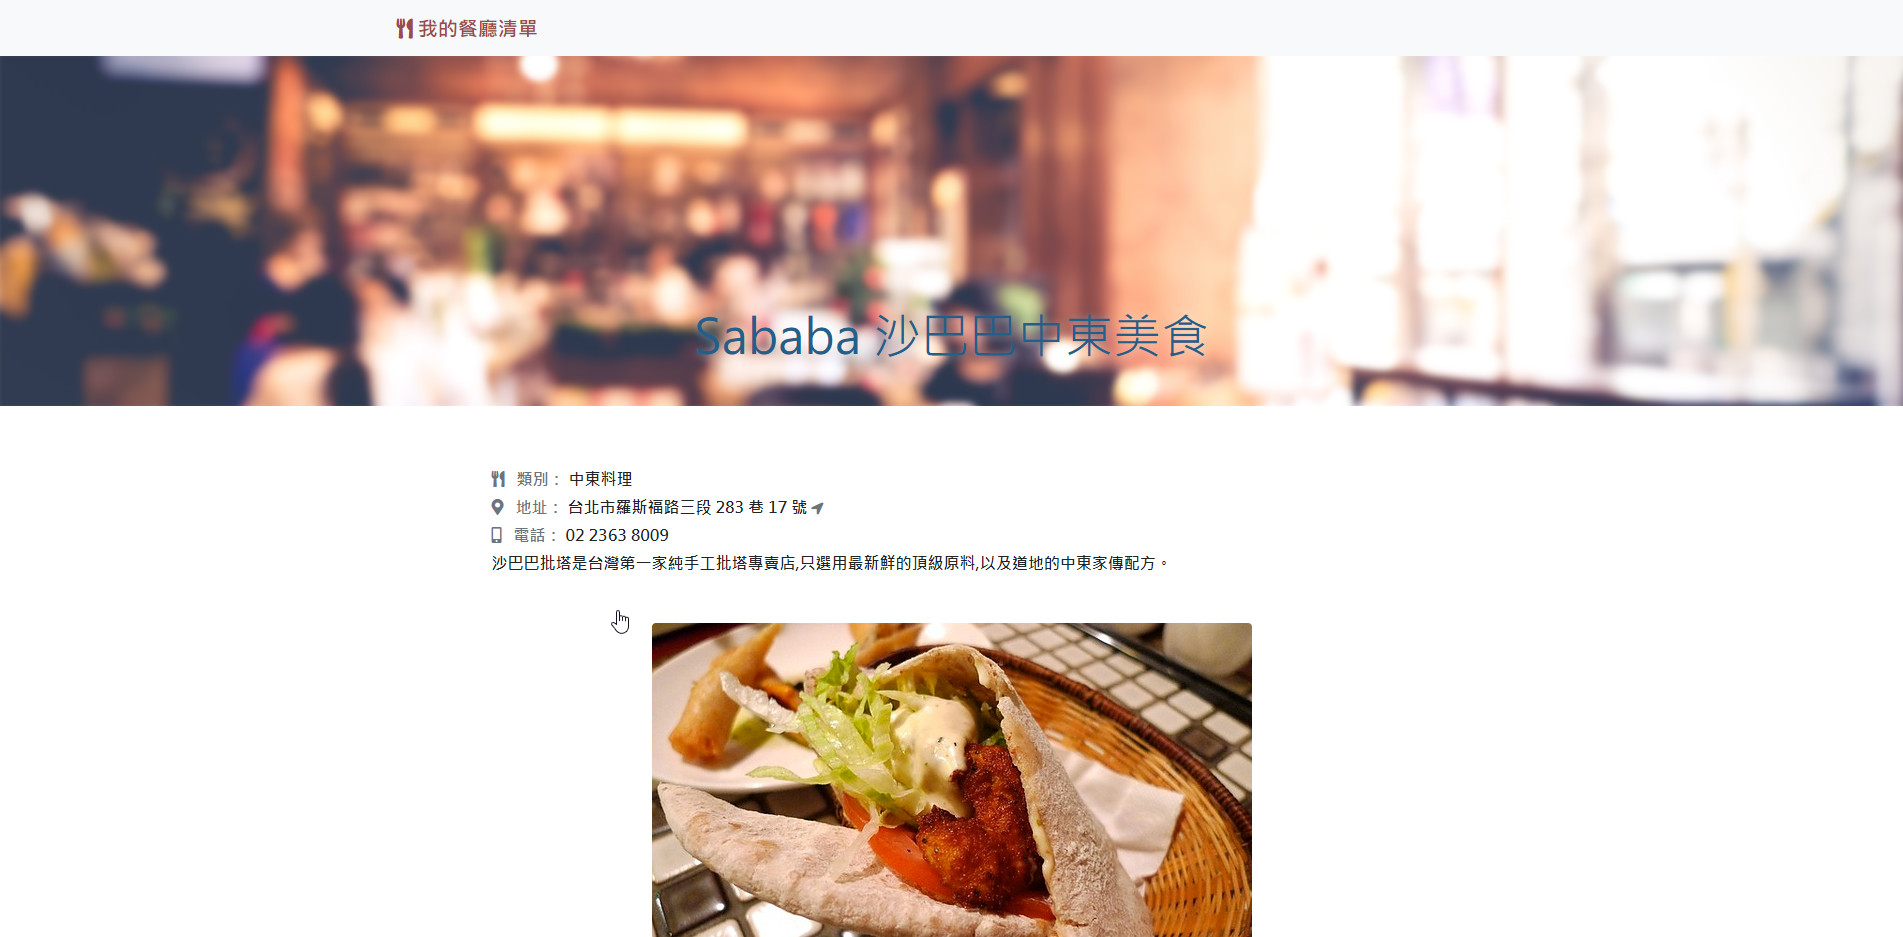 我的餐廳清單
Sababa 沙巴巴中東美食
類別： 中東料理
地址： 台北市羅斯福路三段 283 巷 17 號
電話： 02 2363 8009
沙巴巴批塔是台灣第一家純手工批塔專賣店,只選用最新鮮的頂級原料,以及道地的中東家傳配方。